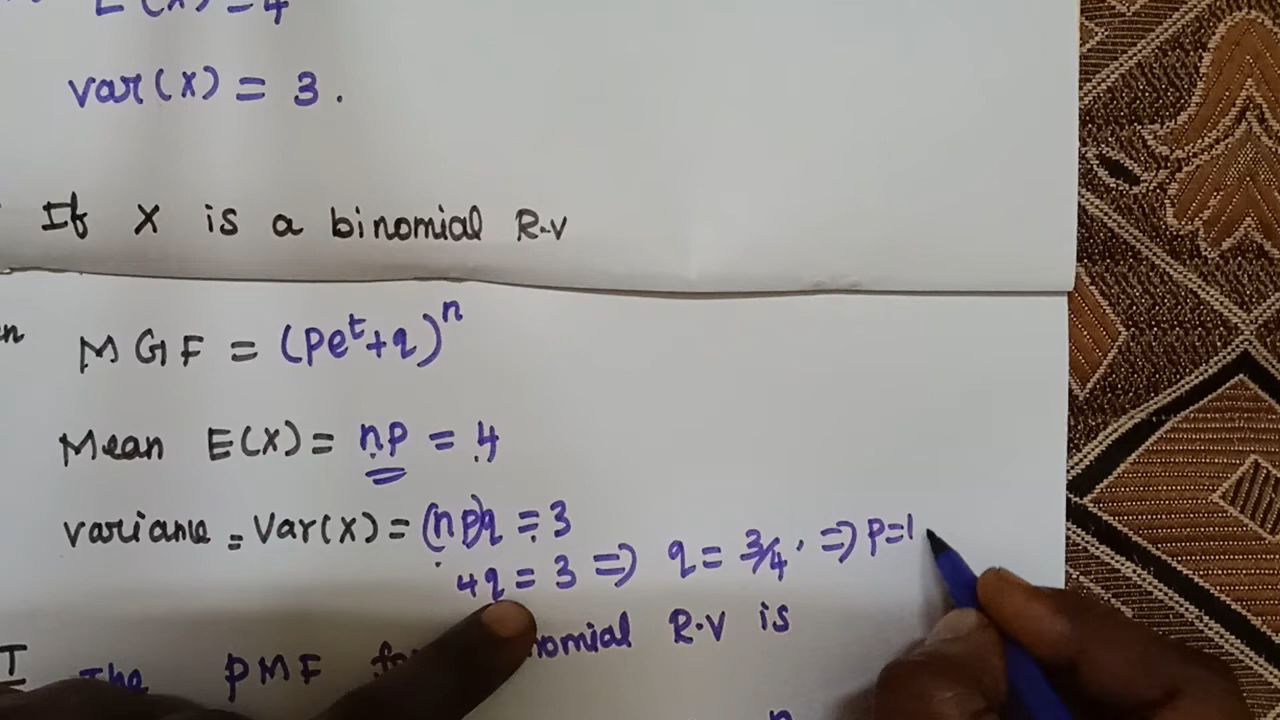 E(X) = 4
Var(X) = 3.
If X is a binomial R.V
MGF = (pe^t+q)^n
Mean E(X) = np = 4
variance = Var(X) = (np)q = 3
4q = 3 => q = 3/4. => p=1
The PMF R.V is
n